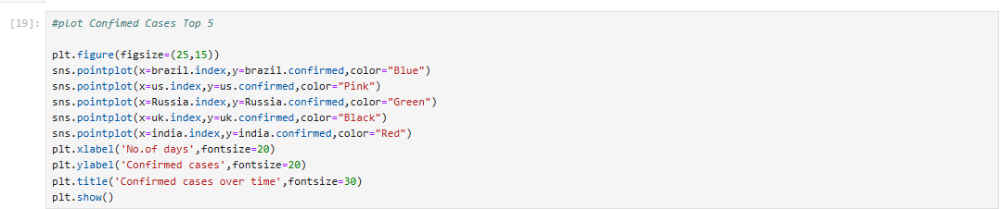 [19]: #plot Confimed Cases Top 5
plt.figure(figsize=(25,15))
sns.pointplot(x=brazil.index,y=brazil.confirmed,color="Blue")
sns.pointplot(x=us.index,y=us.confirmed,color="Pink")
sns.pointplot(x=Russia.index,y=Russia.confirmed,color="Green")
sns.pointplot(x=uk.index,y=uk.confirmed,color="Black")
sns.pointplot(x=india.index,y=india.confirmed,color="Red")
plt.xlabel('No.of days',fontsize=20)
plt.ylabel('Confirmed cases',fontsize=20)
plt.title('Confirmed cases over time',fontsize=30)
plt.show()